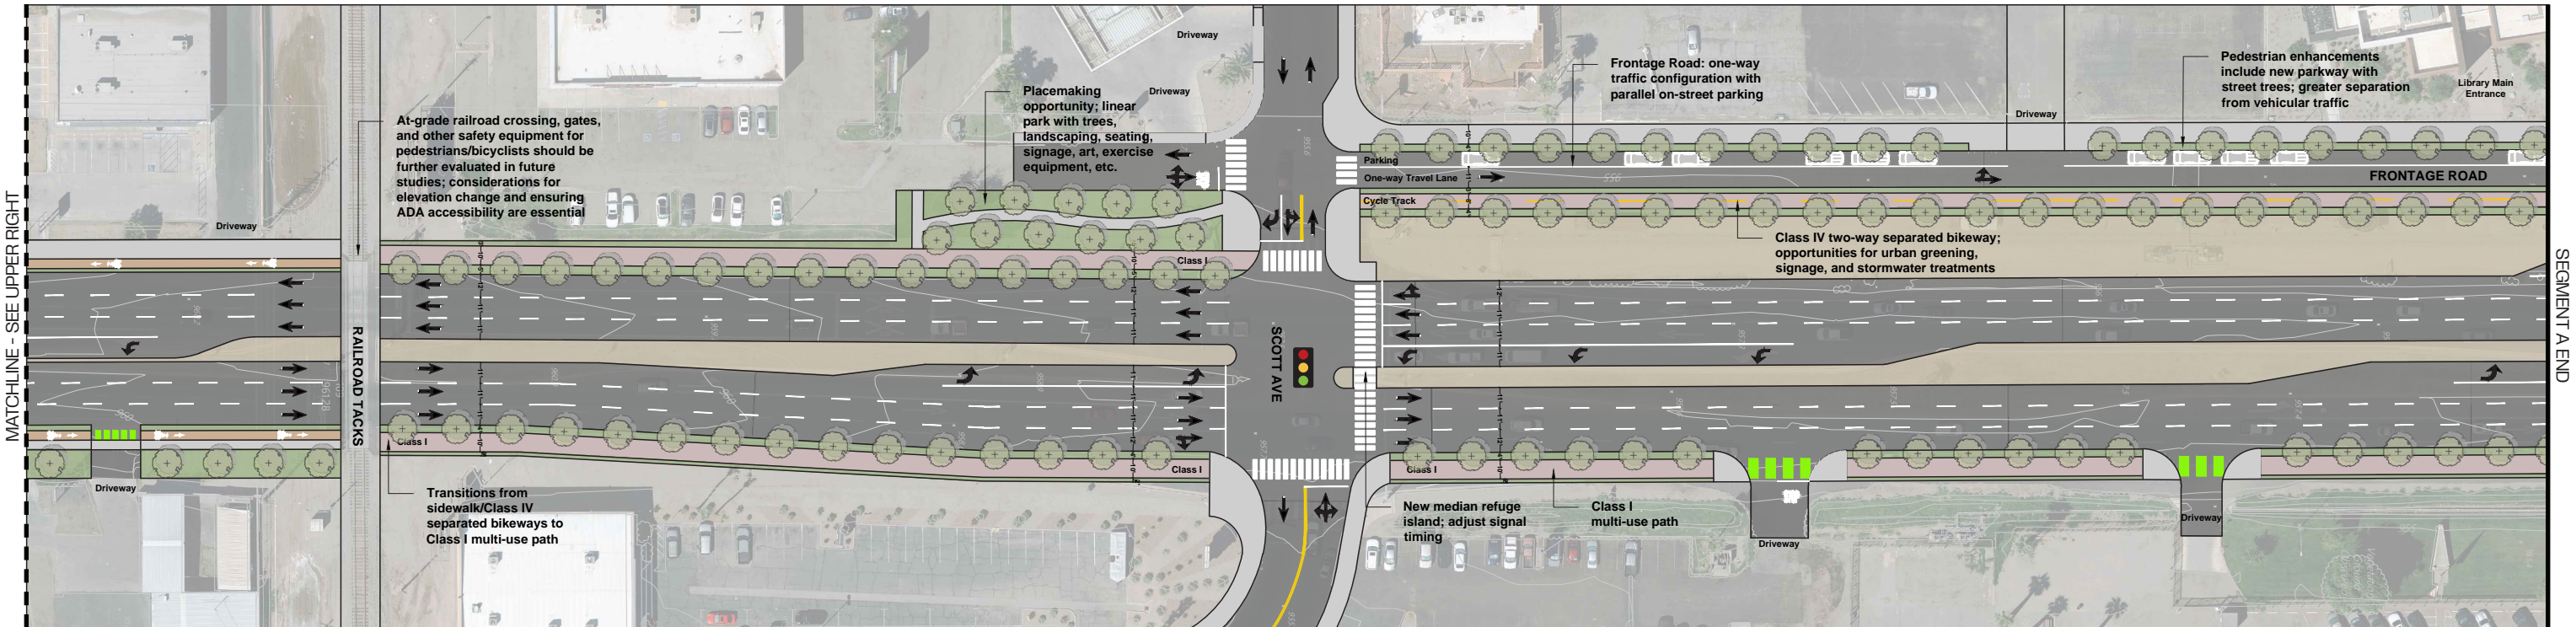 MATCHLINE - SEE UPPER RIGHT
Driveway
At-grade railroad crossing, gates,
and other safety equipment for
pedestrians/bicyclists should be
further evaluated in future
studies; considerations for
elevation change and ensuring
ADA accessibility are essential
RAILROAD TACKS
Class I
Driveway
Transitions from
sidewalk/Class IV
separated bikeways to
Class I multi-use path
Placemaking
opportunity; linear
park with trees,
landscaping, seating,
signage, art, exercise
equipment, etc.
Driveway
Driveway
Class I
Class I
SCOTT AVE
Frontage Road: one-way
traffic configuration with
parallel on-street parking
Parking
One-way Travel Lane
Cycle Track
Driveway
Pedestrian enhancements
include new parkway with
street trees; greater separation
from vehicular traffic
Library Main
Entrance
FRONTAGE ROAD
Class IV two-way separated bikeway;
opportunities for urban greening,
signage, and stormwater treatments
Class I
New median refuge
island; adjust signal
timing
Class I
multi-use path
Driveway
Driveway
SEGMENT A END